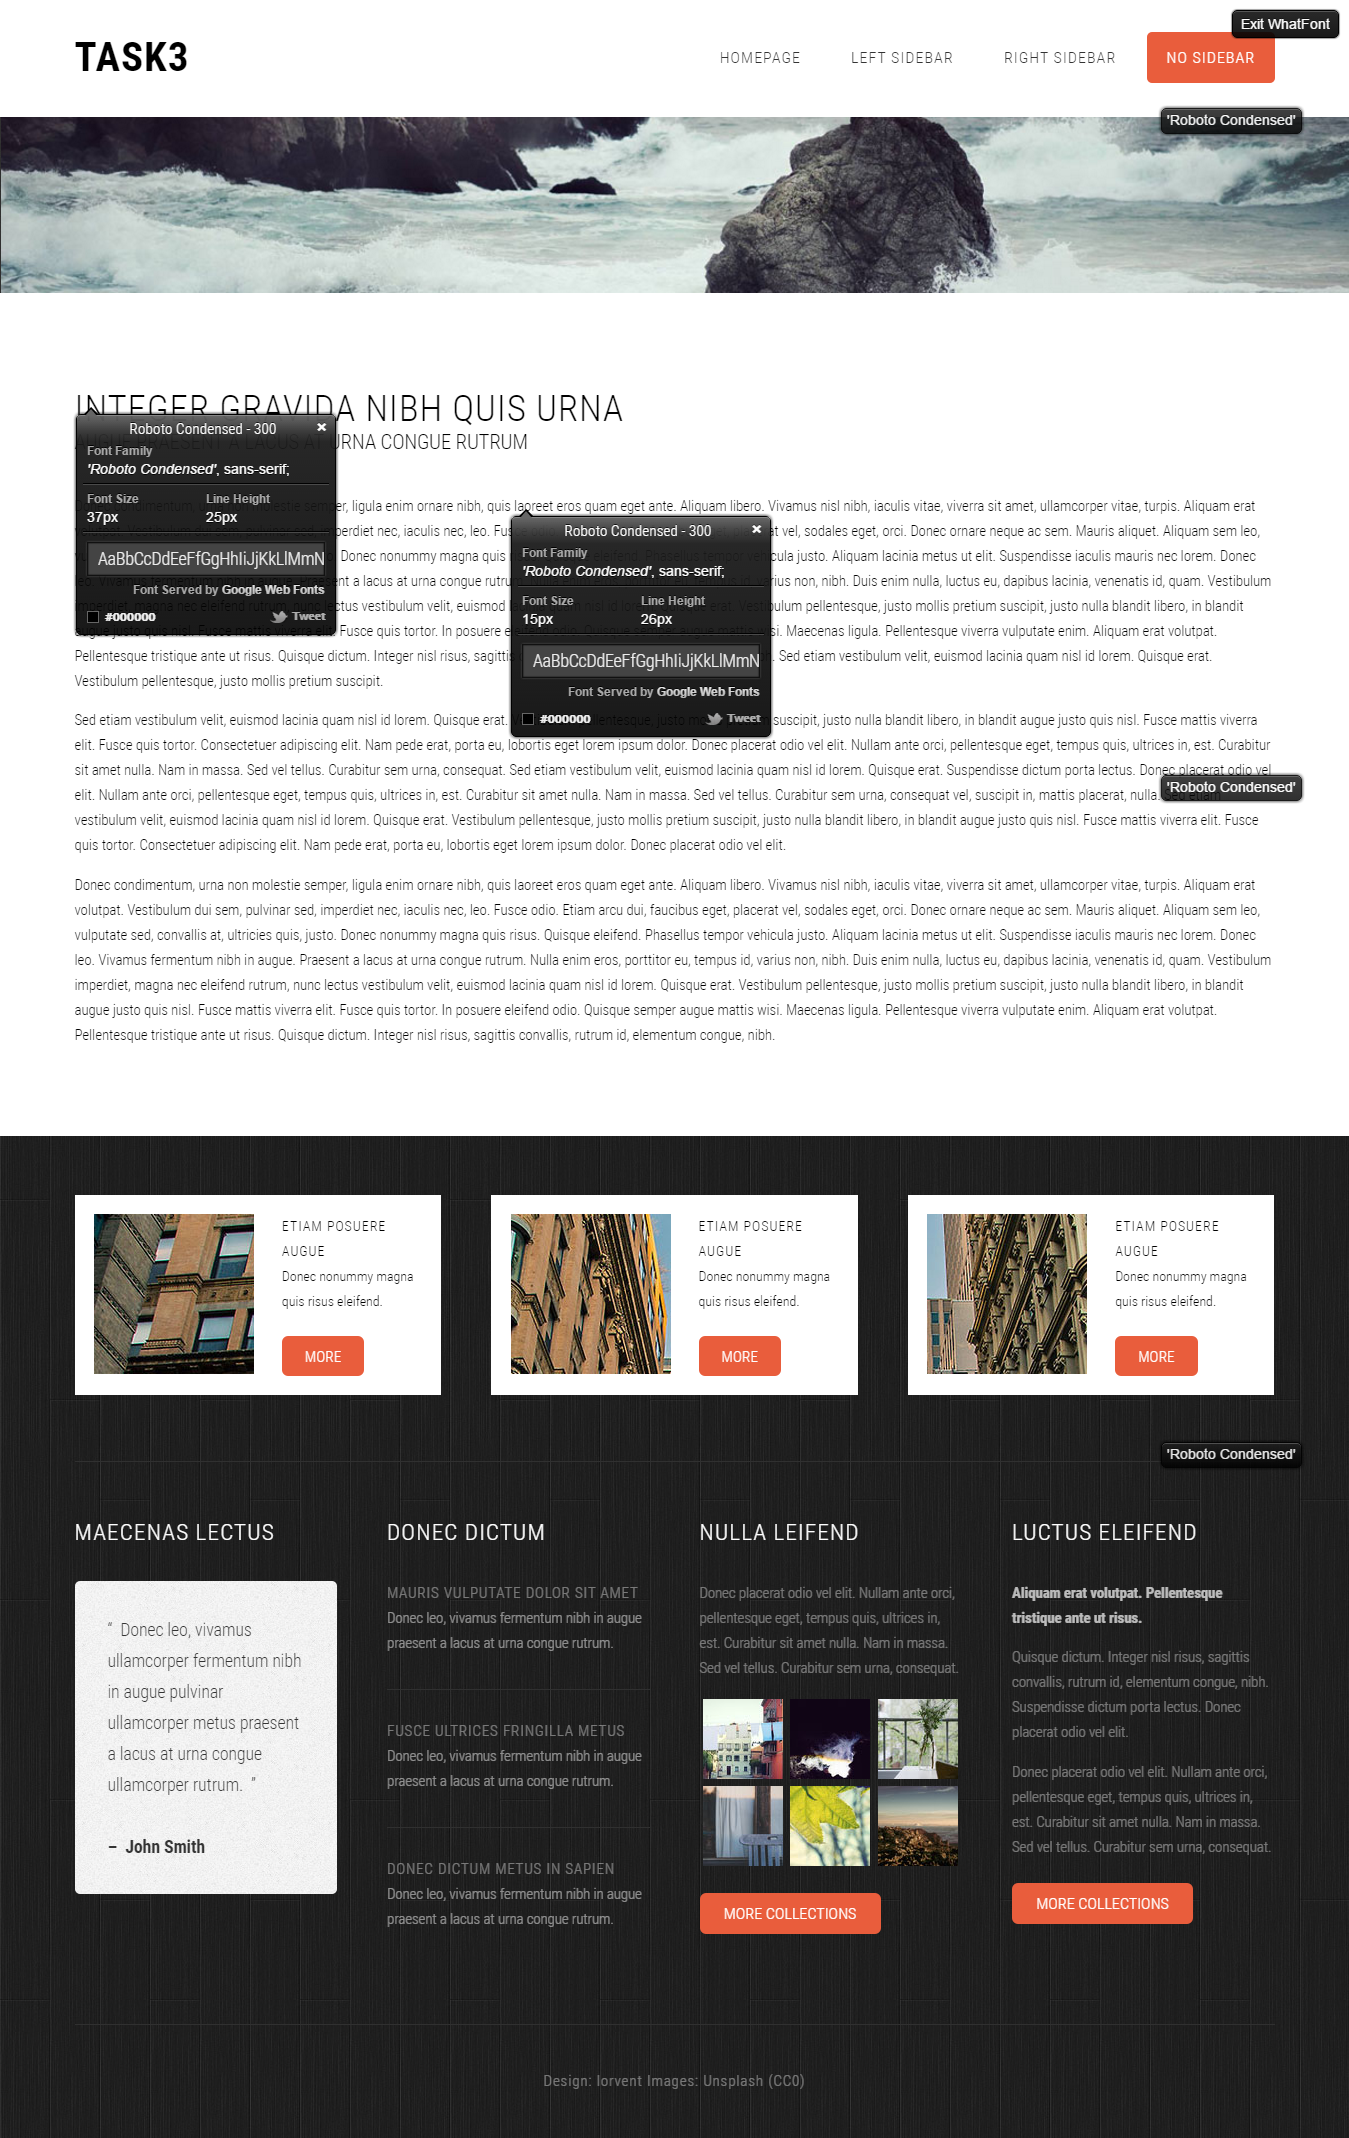 Exit WhatFont
TASK3
HOMEPAGE
LEFT SIDEBAR
RIGHT SIDEBAR
NO SIDEBAR
'Roboto Condensed'
INTEGER GRAVIDA NIBH QUIS URNA
AUGUE PRAESENT A LACUS AT URNA CONGUE RUTRUM
Roboto Condensed - 300
Font Family
'Roboto Condensed', sans-serif;
Font Size
Line Height
37px
25px
AaBbCcDdEeFfGgHhIiJjKkLlMmN
Font Served by Google Web Fonts
#000000
Tweet
Roboto Condensed - 300
Font Family
'Roboto Condensed', sans-serif;
Font Size
Line Height
15px
26px
AaBbCcDdEeFfGgHhIiJjKkLlMmN
Font Served by Google Web Fonts
#000000
Tweet
ligula enim ornare nibh, quis laoreet eros quam eget ante. Aliquam libero. Vivamus nisl nibh, iaculis vitae, viverra sit amet, ullamcorper vitae, turpis. Aliquam erat
imperdiet nec, iaculis nec, leo. vel, sodales eget, orci. Donec ornare neque ac sem. Mauris aliquet. Aliquam sem leo,
Donec nonummy magna quis justo. Aliquam lacinia metus ut elit. Suspendisse iaculis mauris nec lorem. Donec
a lacus at urna congue varius non, nibh. Duis enim nulla, luctus eu, dapibus lacinia, venenatis id, quam. Vestibulum
lectus vestibulum velit, euismod pellentesque, justo mollis pretium suscipit, justo nulla blandit libero, in blandit
augue justo quis nisl. Fusce mattis viverra elit. Fusce quis tortor. In posuere Maecenas ligula. Pellentesque viverra vulputate enim. Aliquam erat volutpat.
Pellentesque tristique ante ut risus. Quisque dictum. Integer nisl risus, Sed etiam vestibulum velit, euismod lacinia quam nisl id lorem. Quisque erat.
Vestibulum pellentesque, justo mollis pretium suscipit.
Sed etiam vestibulum velit, euismod lacinia quam nisl id lorem. Quisque erat. suscipit, justo nulla blandit libero, in blandit augue justo quis nisl. Fusce mattis viverra
elit. Fusce quis tortor. Consectetuer adipiscing elit. Nam pede erat, porta eu, lobortis eget lorem ipsum dolor. Donec placerat odio vel elit. Nullam ante orci, pellentesque eget, tempus quis, ultrices in, est. Curabitur
sit amet nulla. Nam in massa. Sed vel tellus. Curabitur sem urna, consequat. Sed etiam vestibulum velit, euismod lacinia quam nisl id lorem. Quisque erat. Suspendisse dictum porta lectus. Donec placerat odio vel
elit. Nullam ante orci, pellentesque eget, tempus quis, ultrices in, est. Curabitur sit amet nulla. Nam in massa. Sed vel tellus. Curabitur sem urna, consequat vel, suscipit in, mattis placerat, nulla. Sed etiam
'Roboto Condensed'
vestibulum velit, euismod lacinia quam nisl id lorem. Quisque erat. Vestibulum pellentesque, justo mollis pretium suscipit, justo nulla blandit libero, in blandit augue justo quis nisl. Fusce mattis viverra elit. Fusce
quis tortor. Consectetuer adipiscing elit. Nam pede erat, porta eu, lobortis eget lorem ipsum dolor. Donec placerat odio vel elit.
Donec condimentum, urna non molestie semper, ligula enim ornare nibh, quis laoreet eros quam eget ante. Aliquam libero. Vivamus nisl nibh, iaculis vitae, viverra sit amet, ullamcorper vitae, turpis. Aliquam erat
volutpat. Vestibulum dui sem, pulvinar sed, imperdiet nec, iaculis nec, leo. Fusce odio. Etiam arcu dui, faucibus eget, placerat vel, sodales eget, orci. Donec ornare neque ac sem. Mauris aliquet. Aliquam sem leo,
vulputate sed, convallis at, ultricies quis, justo. Donec nonummy magna quis risus. Quisque eleifend. Phasellus tempor vehicula justo. Aliquam lacinia metus ut elit. Suspendisse iaculis mauris nec lorem. Donec
leo. Vivamus fermentum nibh in augue. Praesent a lacus at urna congue rutrum. Nulla enim eros, porttitor eu, tempus id, varius non, nibh. Duis enim nulla, luctus eu, dapibus lacinia, venenatis id, quam. Vestibulum
imperdiet, magna nec eleifend rutrum, nunc lectus vestibulum velit, euismod lacinia quam nisl id lorem. Quisque erat. Vestibulum pellentesque, justo mollis pretium suscipit, justo nulla blandit libero, in blandit
augue justo quis nisl. Fusce mattis viverra elit. Fusce quis tortor. In posuere eleifend odio. Quisque semper augue mattis wisi. Maecenas ligula. Pellentesque viverra vulputate enim. Aliquam erat volutpat.
Pellentesque tristique ante ut risus. Quisque dictum. Integer nisl risus, sagittis convallis, rutrum id, elementum congue, nibh.
ETIAM POSUERE
AUGUE
Donec nonummy magna
quis risus eleifend.
MORE
ETIAM POSUERE
AUGUE
Donec nonummy magna
quis risus eleifend.
MORE
ETIAM POSUERE
AUGUE
Donec nonummy magna
quis risus eleifend.
MORE
'Roboto Condensed'
MAECENAS LECTUS
“ Donec leo, vivamus
ullamcorper fermentum nibh
in augue pulvinar
ullamcorper metus praesent
a lacus at urna congue
ullamcorper rutrum. ”
– John Smith
DONEC DICTUM
MAURIS VULPUTATE DOLOR SIT AMET
Donec leo, vivamus fermentum nibh in augue
praesent a lacus at urna congue rutrum.
FUSCE ULTRICES FRINGILLA METUS
Donec leo, vivamus fermentum nibh in augue
praesent a lacus at urna congue rutrum.
DONEC DICTUM METUS IN SAPIEN
Donec leo, vivamus fermentum nibh in augue
praesent a lacus at urna congue rutrum.
NULLA LEIFEND
Donec placerat odio vel elit. Nullam ante orci,
pellentesque eget, tempus quis, ultrices in,
est. Curabitur sit amet nulla. Nam in massa.
Sed vel tellus. Curabitur sem urna, consequat.
MORE COLLECTIONS
LUCTUS ELEIFEND
Aliquam erat volutpat. Pellentesque
tristique ante ut risus.
Quisque dictum. Integer nisl risus, sagittis
convallis, rutrum id, elementum congue, nibh.
Suspendisse dictum porta lectus. Donec
placerat odio vel elit.
Donec placerat odio vel elit. Nullam ante orci,
pellentesque eget, tempus quis, ultrices in,
est. Curabitur sit amet nulla. Nam in massa.
Sed vel tellus. Curabitur sem urna, consequat.
MORE COLLECTIONS
Design: Iorvent Images: Unsplash (CC0)